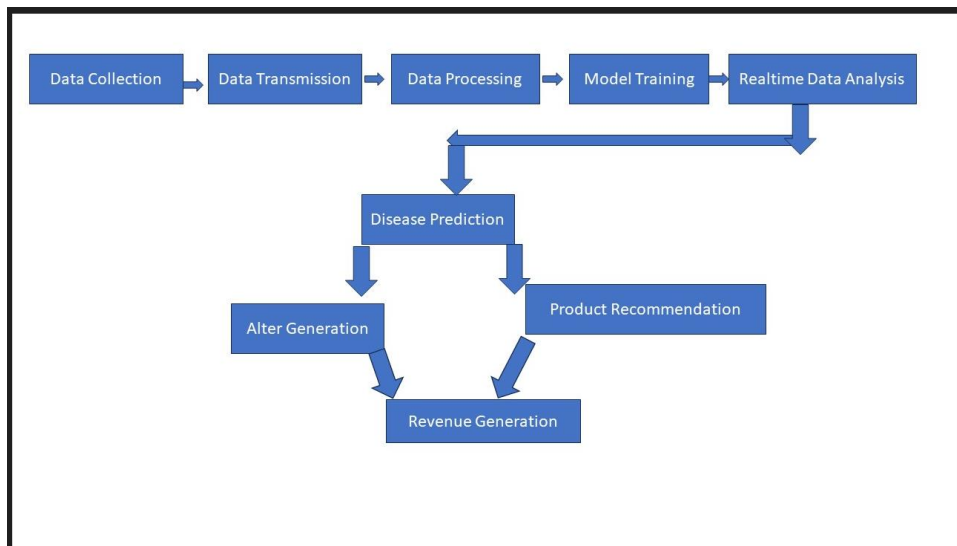 Data Collection
Data Transmission
Data Processing
Model Training
Realtime Data Analysis
Disease Prediction
Alter Generation
Product Recommendation
Revenue Generation